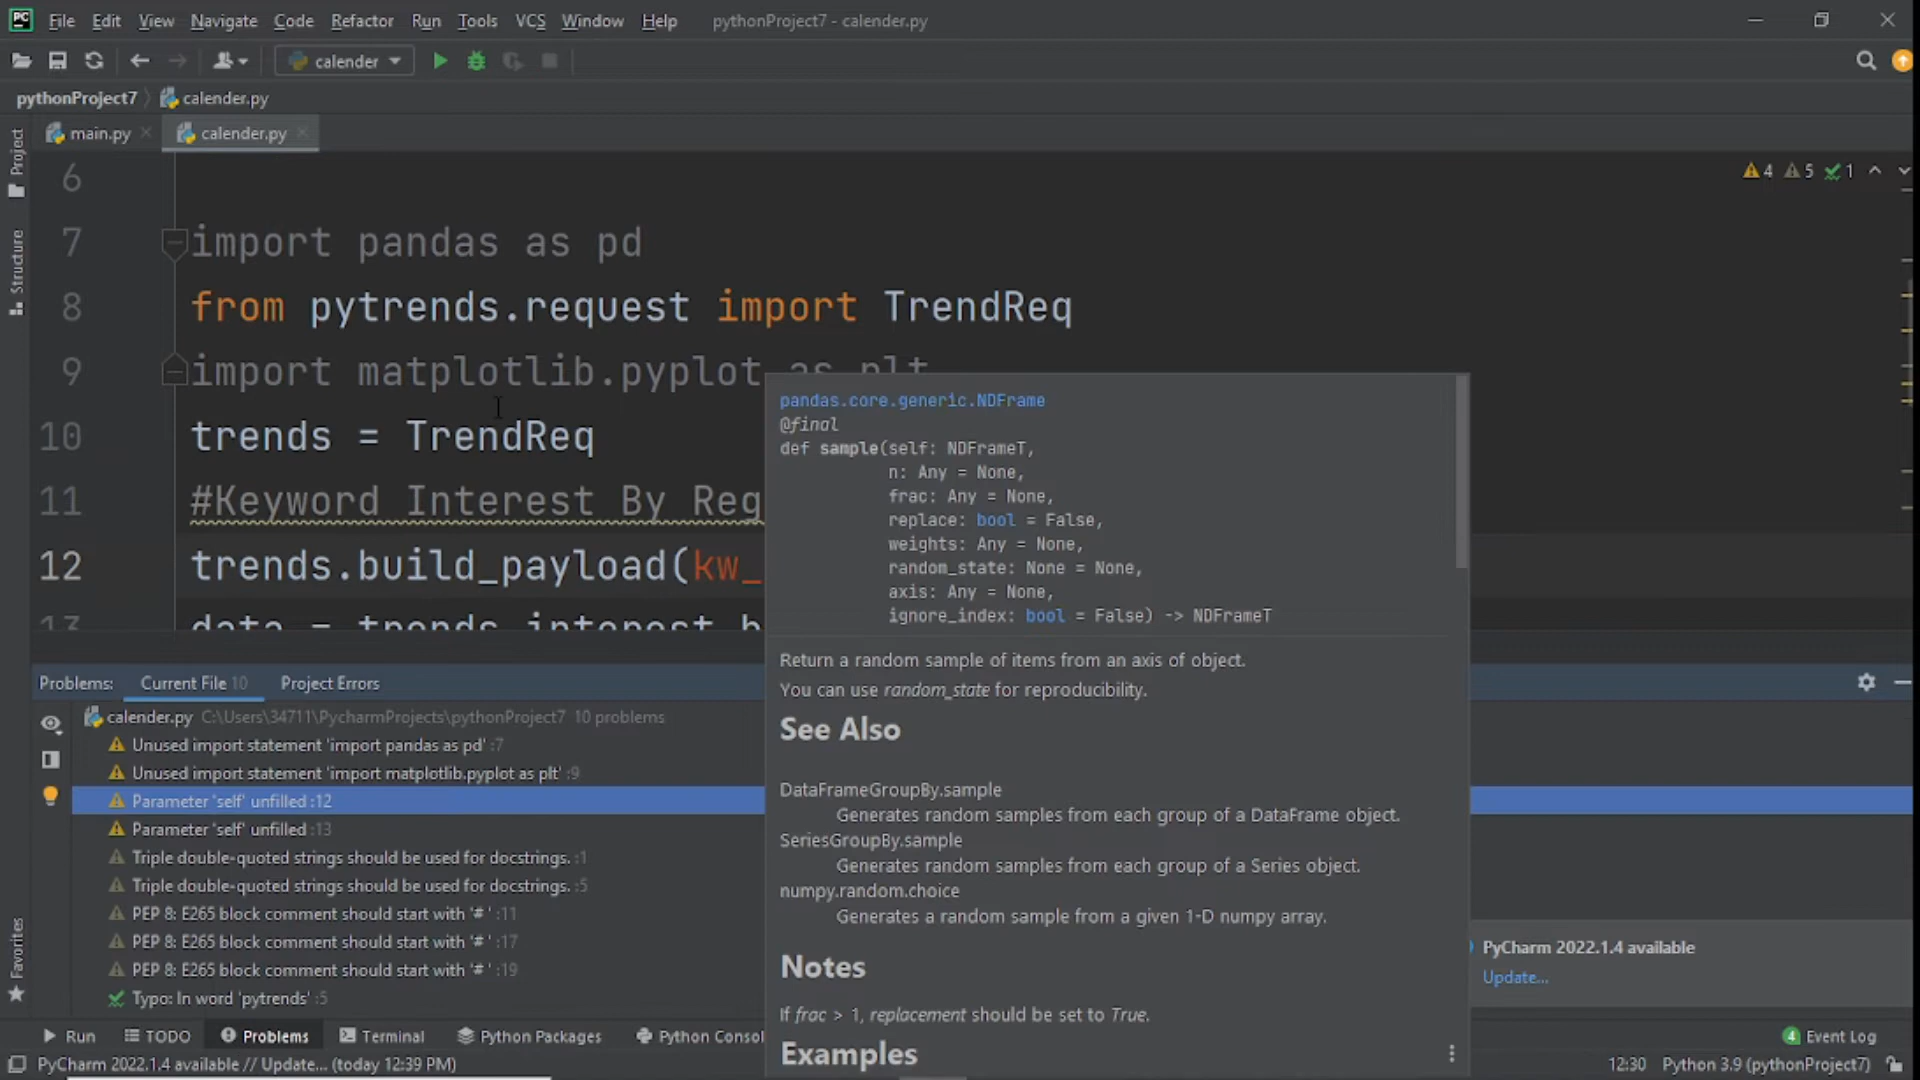 PC File Edit View Navigate Code Refactor Run Tools VCS Window Help pythonProject7 - calender.py
calender
pythonProject7 calender.py
main.py calender.py
Project
Structure
Favorites
4 5 1
6
7 import pandas as pd
8 from pytrends.request import TrendReq
9 import matplotlib.pyplot as plt
10 trends = TrendReq
11 #Keyword Interest By Reg
12 trends.build_payload(kw_
13 data = trends.interest_b
pandas.core.generic.NDFrame
@final
def sample(self: NDFrameT,
n: Any = None,
frac: Any = None,
replace: bool = False,
weights: Any = None,
random_state: None = None,
axis: Any = None,
ignore_index: bool = False) -> NDFrameT
Return a random sample of items from an axis of object.
You can use random_state for reproducibility.
See Also
DataFrameGroupBy.sample
Generates random samples from each group of a DataFrame object.
SeriesGroupBy.sample
Generates random samples from each group of a Series object.
numpy.random.choice
Generates a random sample from a given 1-D numpy array.
Notes
If frac > 1, replacement should be set to True.
Examples
Problems: Current File 10 Project Errors
calender.py C:\Users\34711\PycharmProjects\pythonProject7 10 problems
Unused import statement 'import pandas as pd' :7
Unused import statement 'import matplotlib.pyplot as plt' :9
Parameter 'self' unfilled :12
Parameter 'self' unfilled :13
Triple double-quoted strings should be used for docstrings. :1
Triple double-quoted strings should be used for docstrings. :5
PEP 8: E265 block comment should start with '# ' :11
PEP 8: E265 block comment should start with '# ' :17
PEP 8: E265 block comment should start with '# ' :19
Typo: In word 'pytrends' :5
PyCharm 2022.1.4 available
Update...
Run TODO Problems Terminal Python Packages Python Consol 4 Event Log
PyCharm 2022.1.4 available // Update... (today 12:39 PM) 12:30 Python 3.9 (pythonProject7)